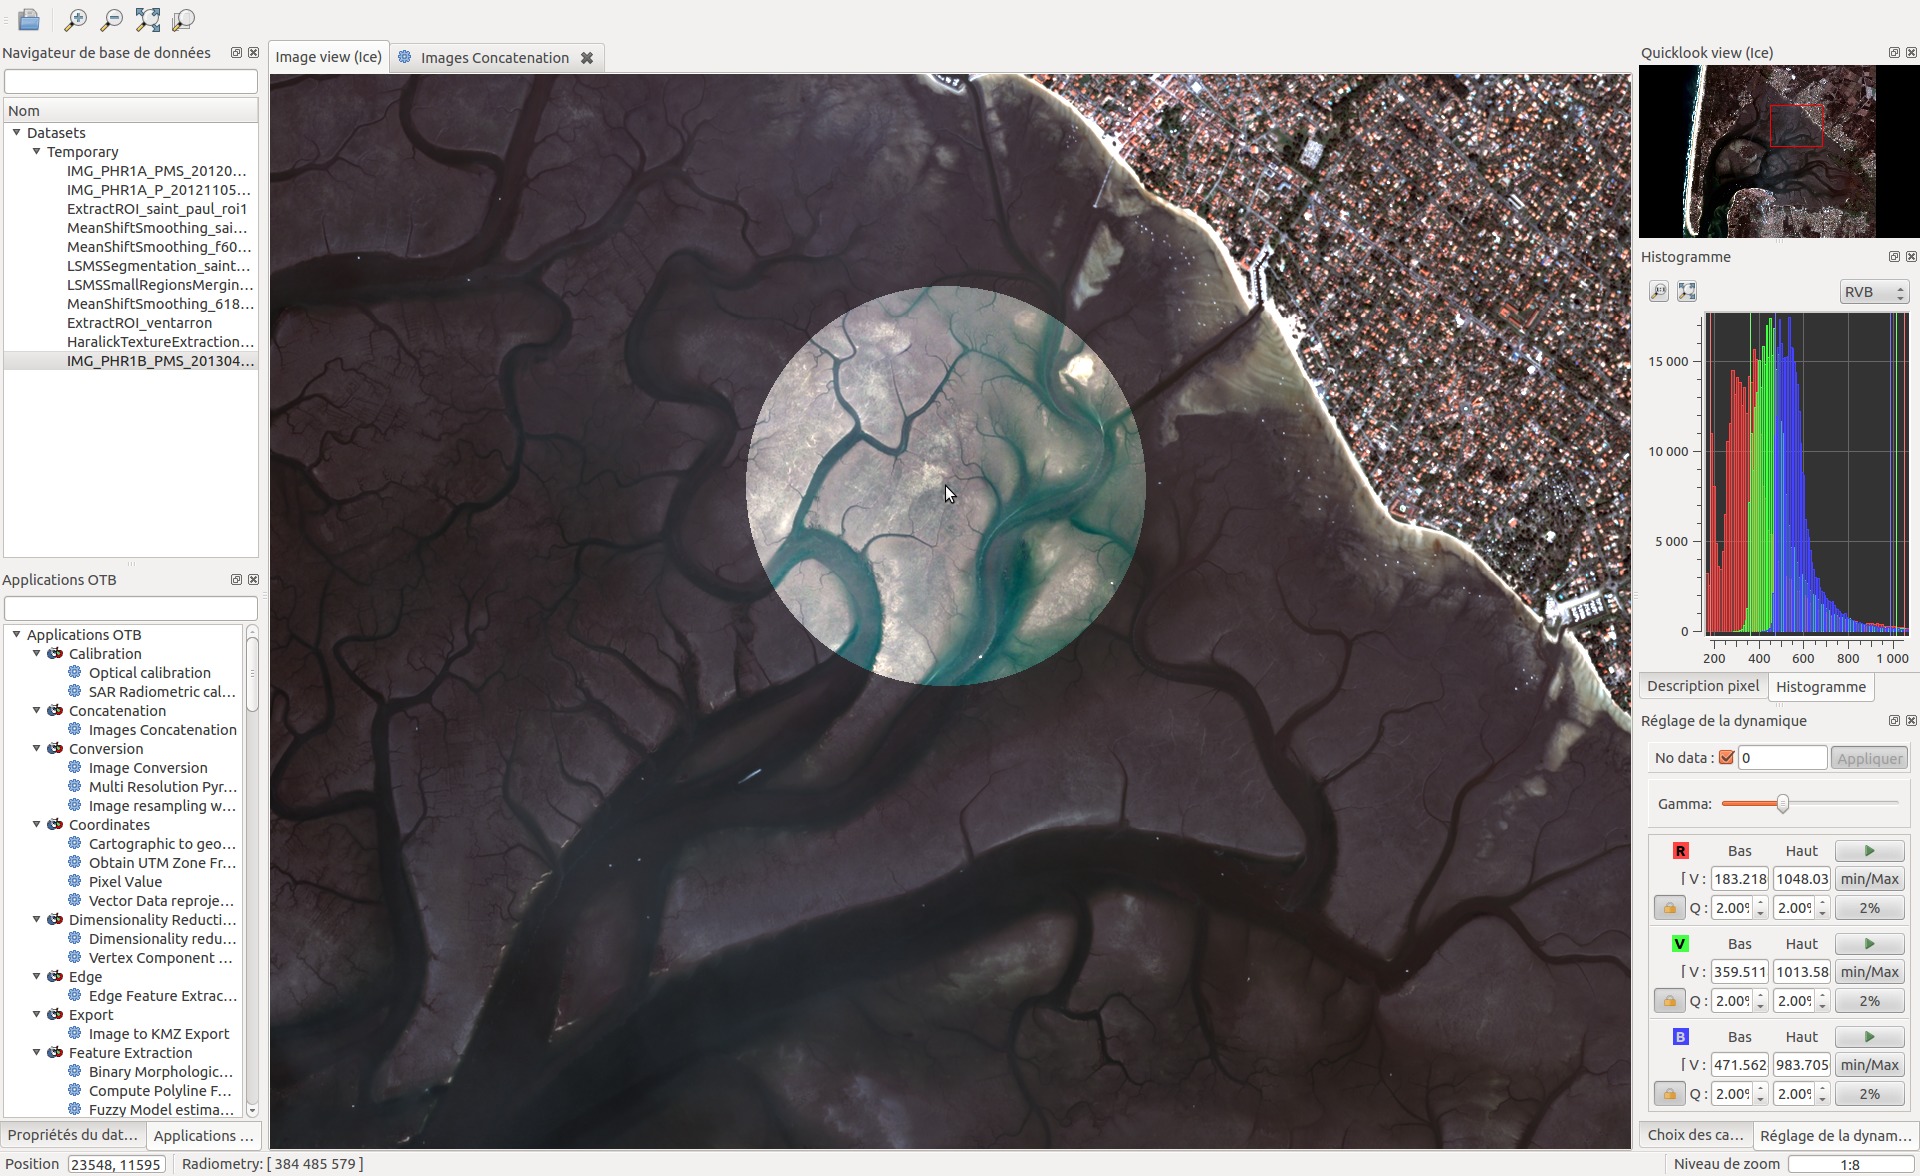 Navigateur de base de données
Nom
Datasets
Temporary
IMG_PHR1A_PMS_20120...
IMG_PHR1A_P_20121105...
ExtractROI_saint_paul_roi1
MeanShiftSmoothing_sai...
MeanShiftSmoothing_f60...
LSMSSegmentation_saint...
LSMSSmallRegionsMergin...
MeanShiftSmoothing_618...
ExtractROI_ventarron
HaralickTextureExtraction...
IMG_PHR1B_PMS_201304...
Applications OTB
Applications OTB
Calibration
Optical calibration
SAR Radiometric cal...
Concatenation
Images Concatenation
Conversion
Image Conversion
Multi Resolution Pyr...
Image resampling w...
Coordinates
Cartographic to geo...
Obtain UTM Zone Fr...
Pixel Value
Vector Data reproje...
Dimensionality Reducti...
Dimensionality redu...
Vertex Component ...
Edge
Edge Feature Extrac...
Export
Image to KMZ Export
Feature Extraction
Binary Morphologic...
Compute Polyline F...
Fuzzy Model estima...
Propriétés du dat...
Applications ...
Image view (Ice)
Images Concatenation
Quicklook view (Ice)
Histogramme
RVB
15 000
10 000
5 000
0
200 400 600 800 1 000
Description pixel
Histogramme
Réglage de la dynamique
No data : 0 Appliquer
Gamma:
R Bas Haut
[ V : 183.218 1048.03 min/Max
Q : 2.00% 2.00% 2%
V Bas Haut
[ V : 359.511 1013.58 min/Max
Q : 2.00% 2.00% 2%
B Bas Haut
[ V : 471.562 983.705 min/Max
Q : 2.00% 2.00% 2%
Choix des ca...
Réglage de la dynam...
Position 23548, 11595 Radiometry: [ 384 485 579 ]
Niveau de zoom 1:8